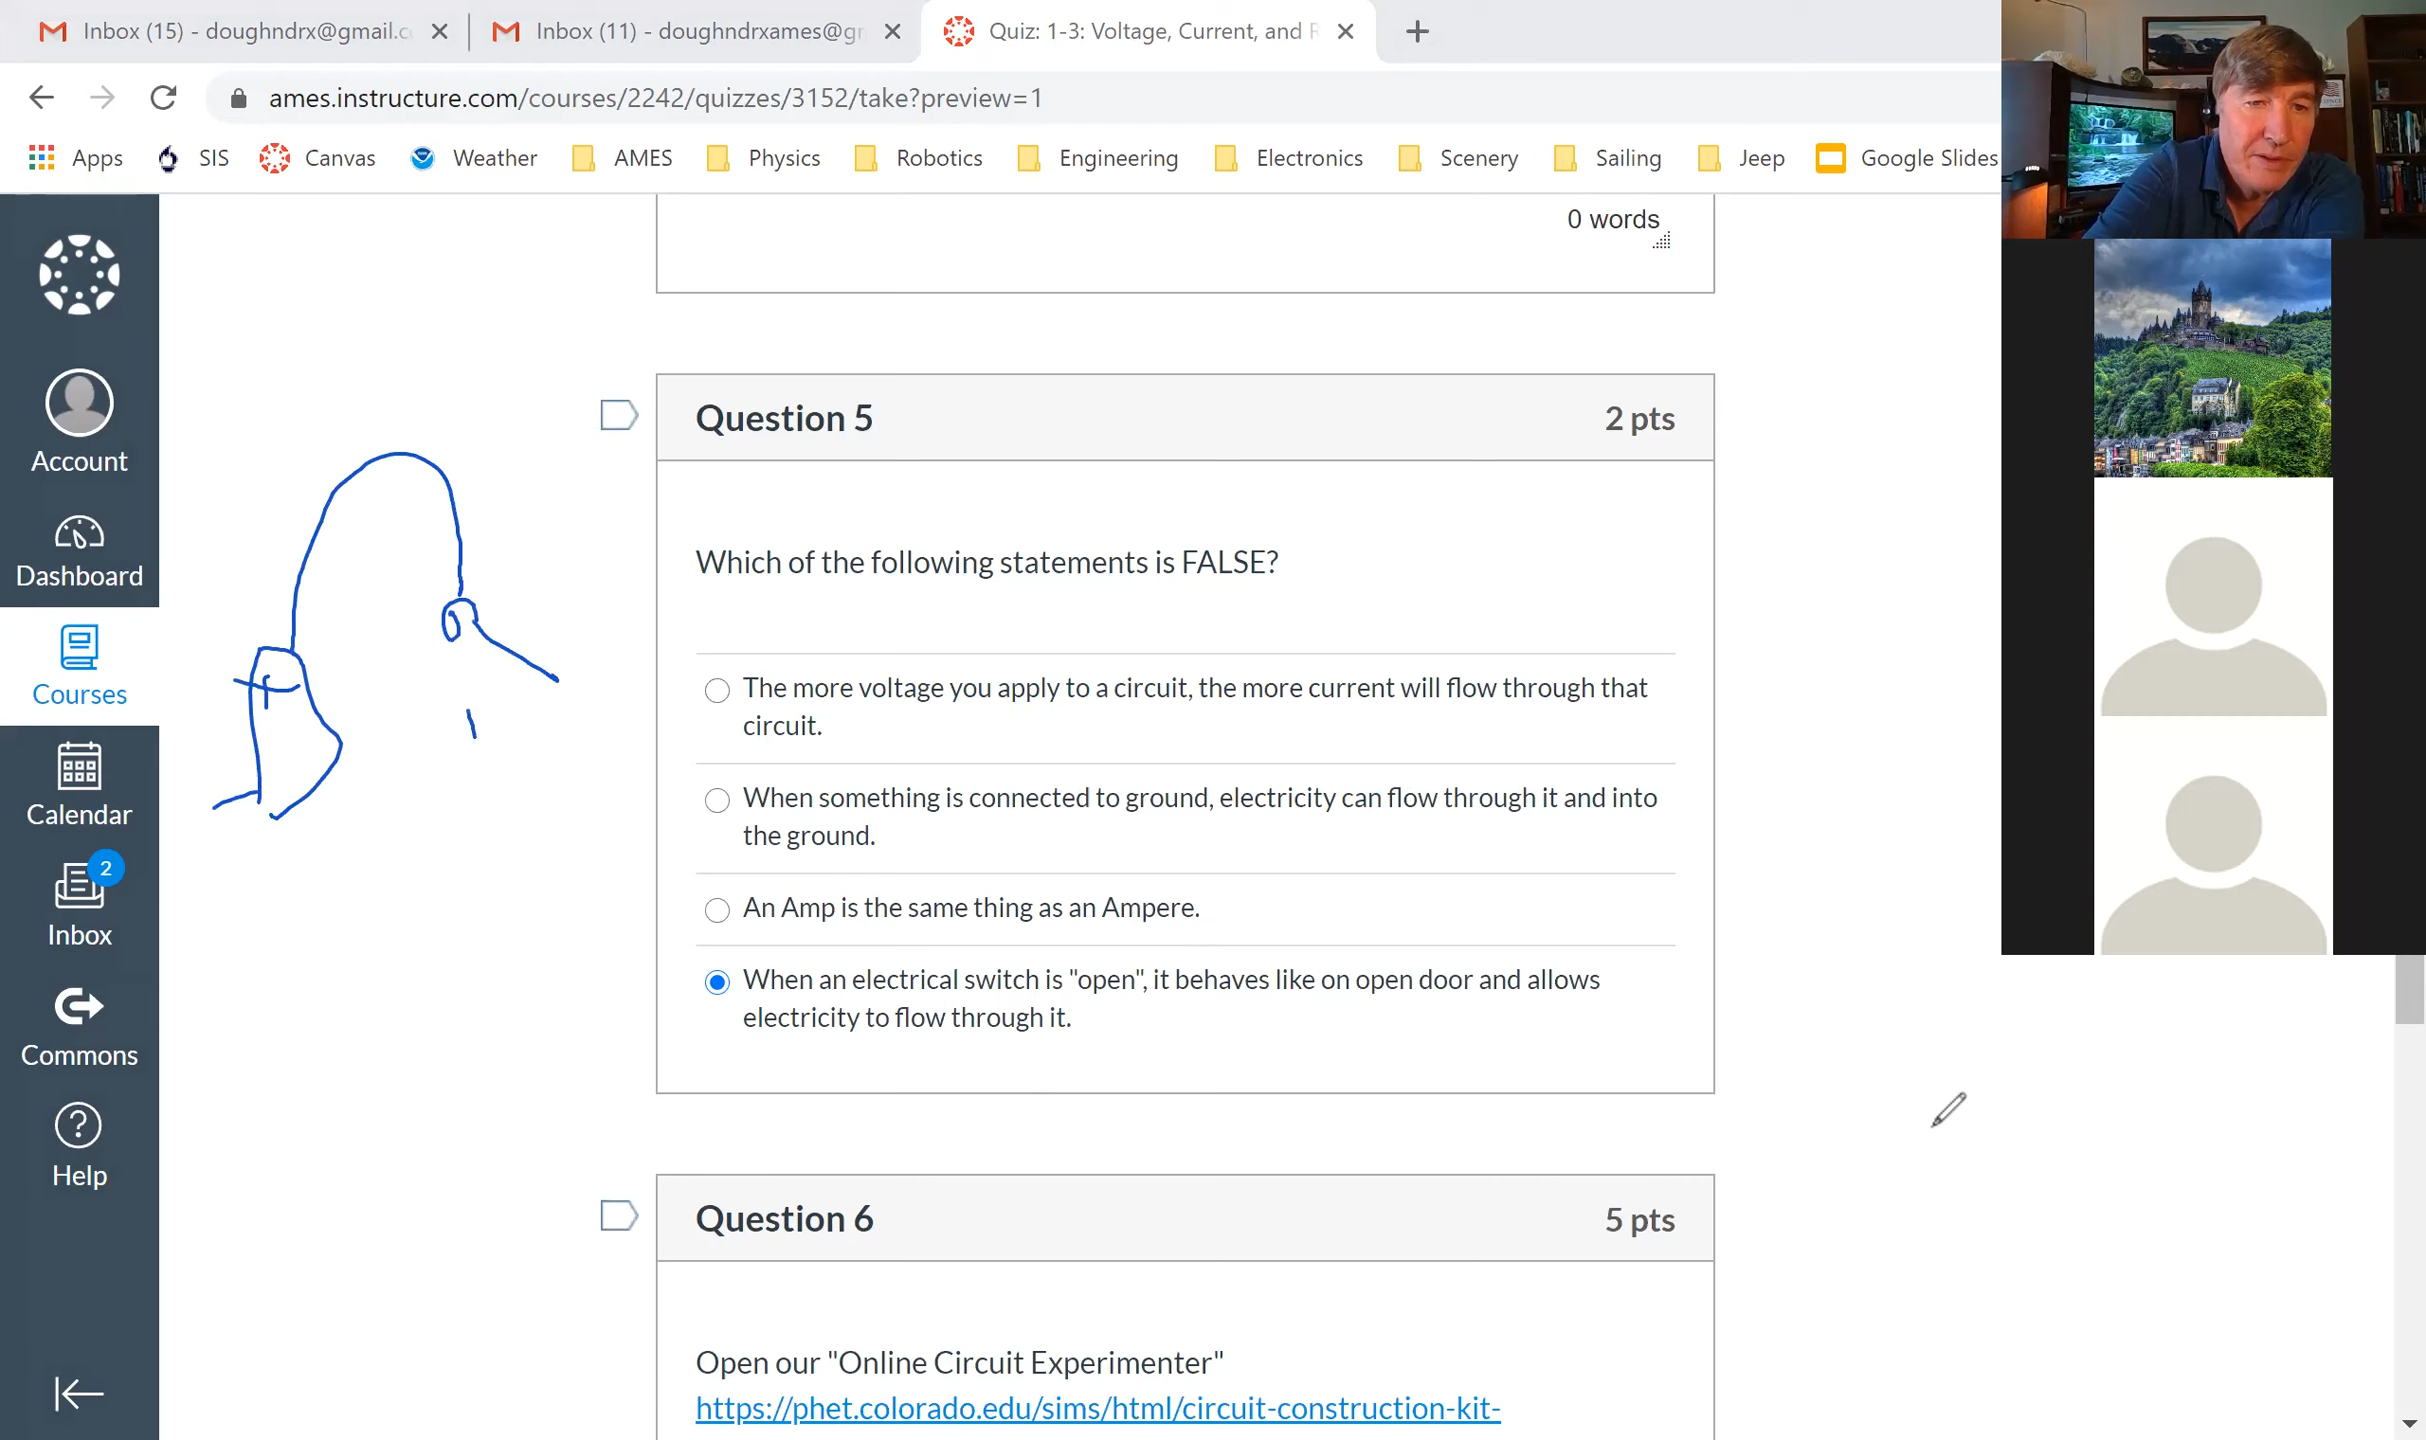 Inbox (15) - doughndrx@gmail.c
Inbox (11) - doughndrxames@gr
Quiz: 1-3: Voltage, Current, and R
ames.instructure.com/courses/2242/quizzes/3152/take?preview=1
Apps
SIS
Canvas
Weather
AMES
Physics
Robotics
Engineering
Electronics
Scenery
Sailing
Jeep
Google Slides
Account
Dashboard
Courses
Calendar
2
Inbox
Commons
Help
0 words
Question 5
2 pts
Which of the following statements is FALSE?
The more voltage you apply to a circuit, the more current will flow through that
circuit.
When something is connected to ground, electricity can flow through it and into
the ground.
An Amp is the same thing as an Ampere.
When an electrical switch is "open", it behaves like on open door and allows
electricity to flow through it.
Question 6
5 pts
Open our "Online Circuit Experimenter"
https://phet.colorado.edu/sims/html/circuit-construction-kit-